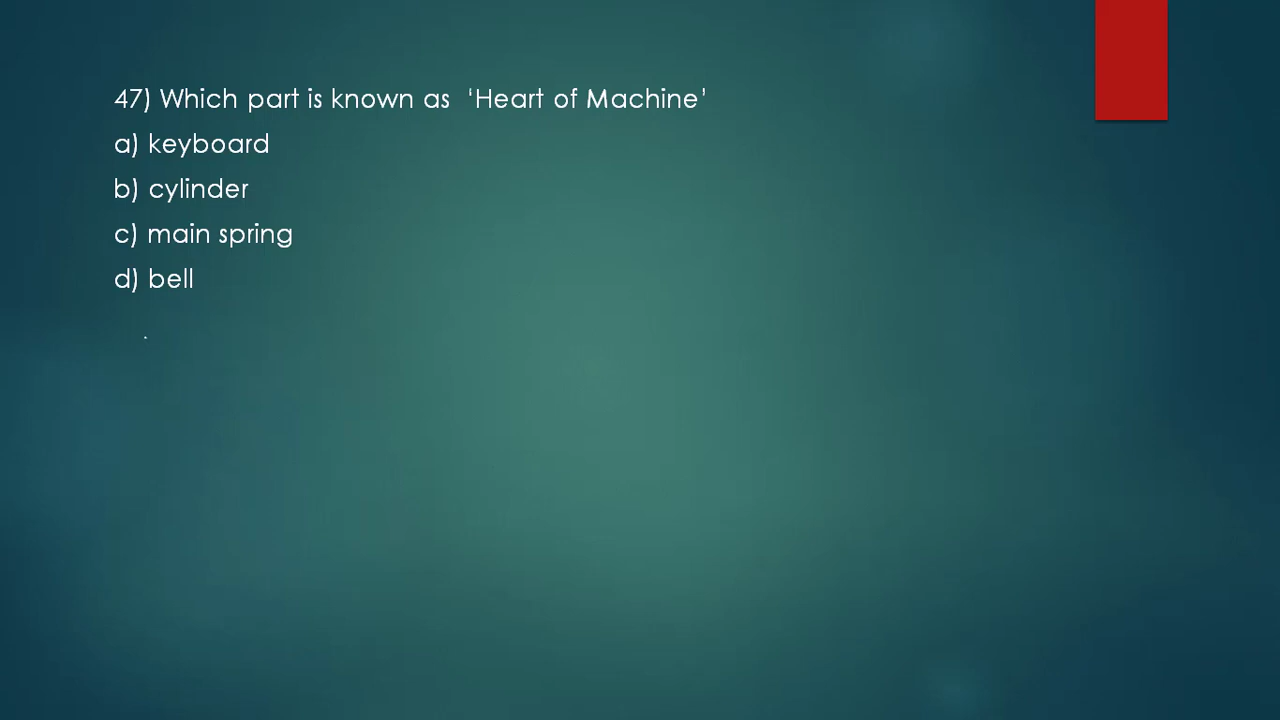 47) Which part is known as ‘Heart of Machine’
a) keyboard
b) cylinder
c) main spring
d) bell
.